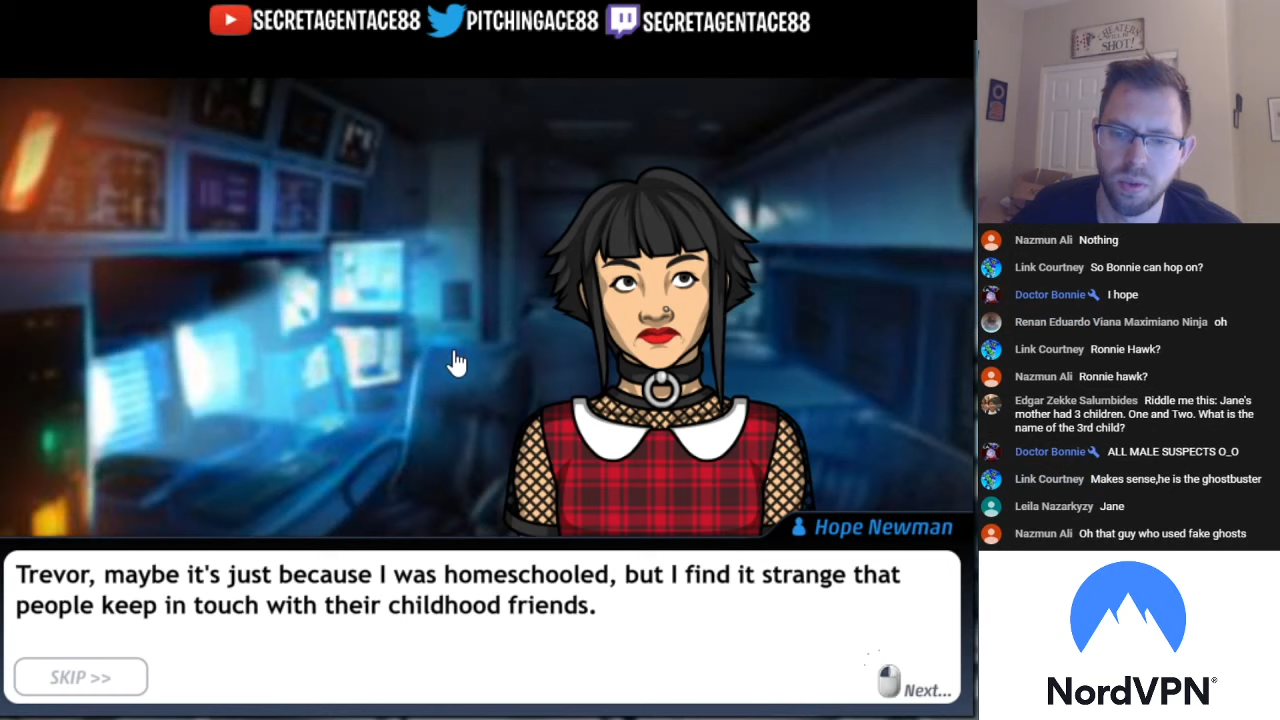 SECRETAGENTACE88 PITCHINGACE88 SECRETAGENTACE88
CHEATERS
WILL BE
SHOT!
Nazmun Ali Nothing
Link Courtney So Bonnie can hop on?
Doctor Bonnie I hope
Renan Eduardo Viana Maximiano Ninja oh
Link Courtney Ronnie Hawk?
Nazmun Ali Ronnie hawk?
Edgar Zekke Salumbides Riddle me this: Jane's
mother had 3 children. One and Two. What is the
name of the 3rd child?
Doctor Bonnie ALL MALE SUSPECTS O_O
Link Courtney Makes sense,he is the ghostbuster
Leila Nazarkyzy Jane
Nazmun Ali Oh that guy who used fake ghosts
Hope Newman
Trevor, maybe it's just because I was homeschooled, but I find it strange that
people keep in touch with their childhood friends.
SKIP >>
Next...
NordVPN®